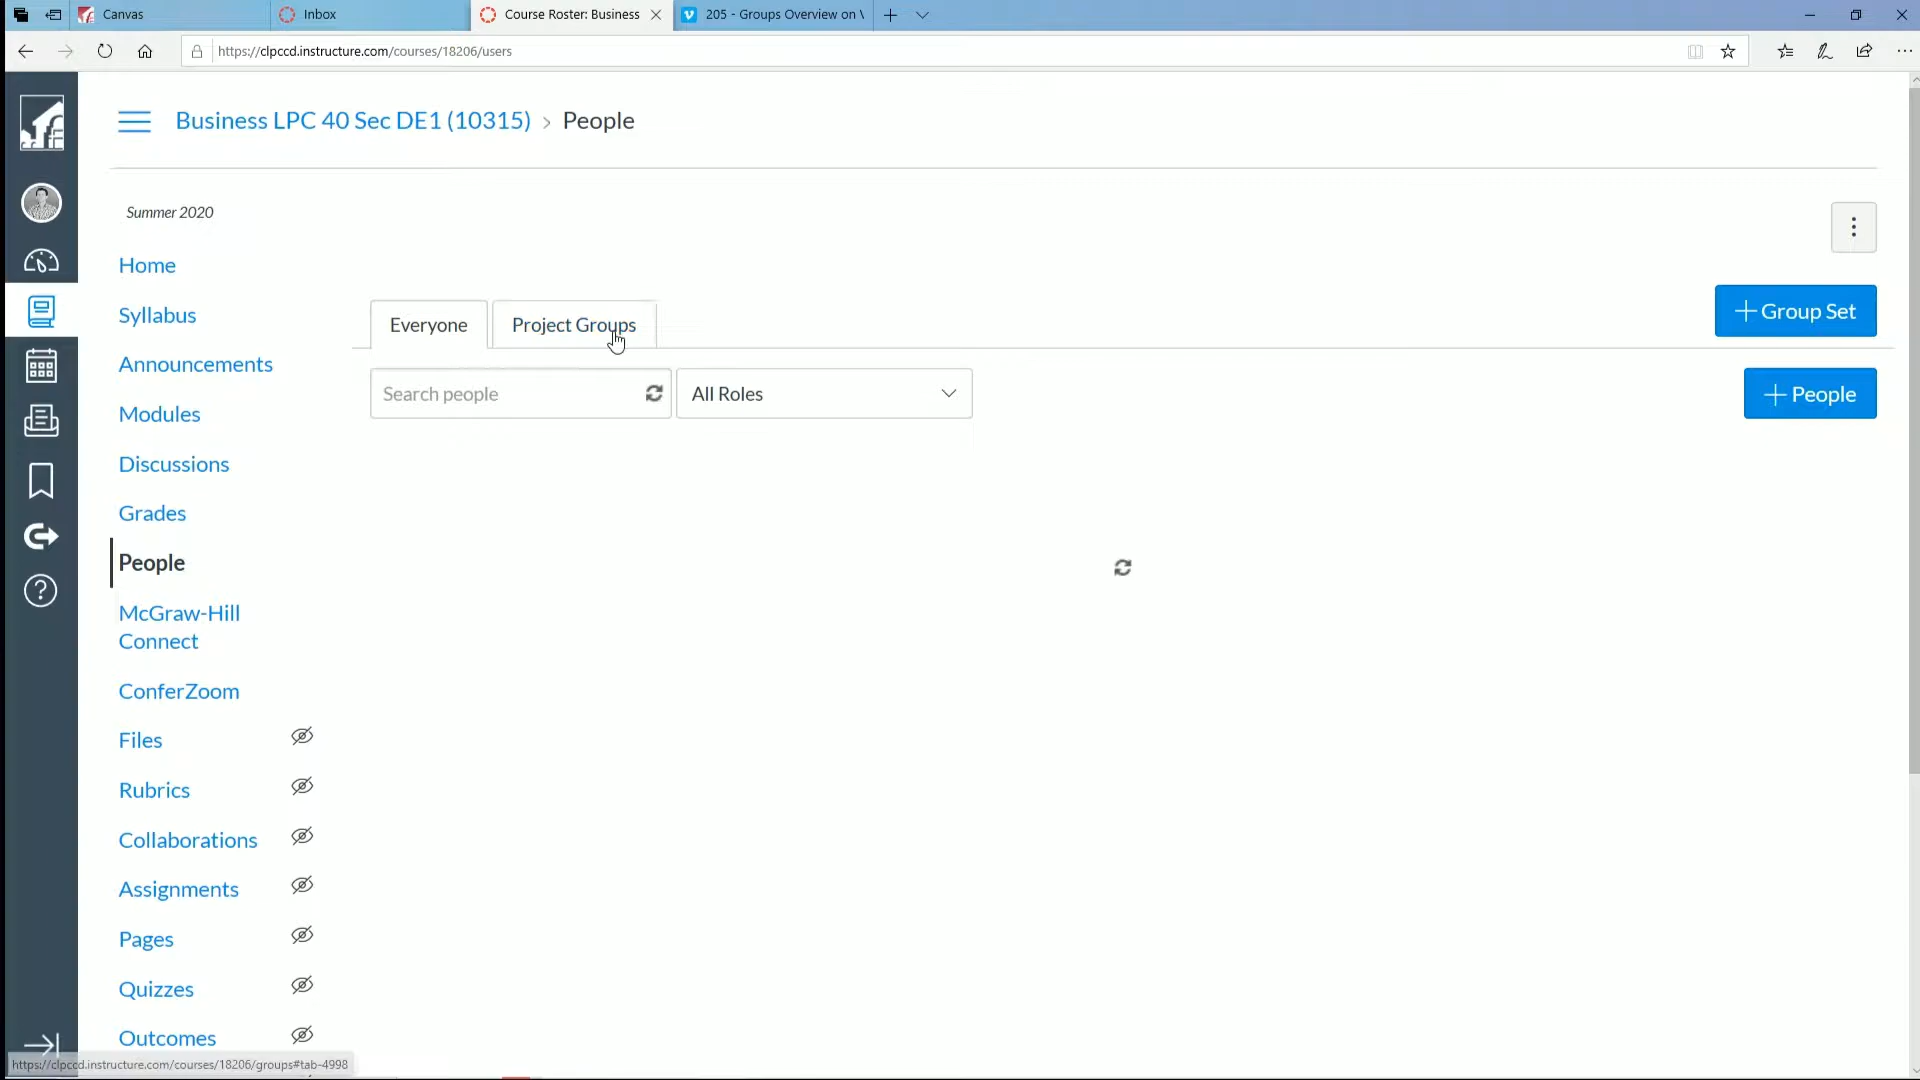 Canvas
Inbox
Course Roster: Business
205 - Groups Overview on \
https://clpccd.instructure.com/courses/18206/users
Business LPC 40 Sec DE1 (10315) › People
Summer 2020
Home
Syllabus
Announcements
Modules
Discussions
Grades
People
McGraw-Hill
Connect
ConferZoom
Files
Rubrics
Collaborations
Assignments
Pages
Quizzes
Outcomes
Everyone
Project Groups
+Group Set
Search people
All Roles
+People
https://clpccd.instructure.com/courses/18206/groups#tab-4998